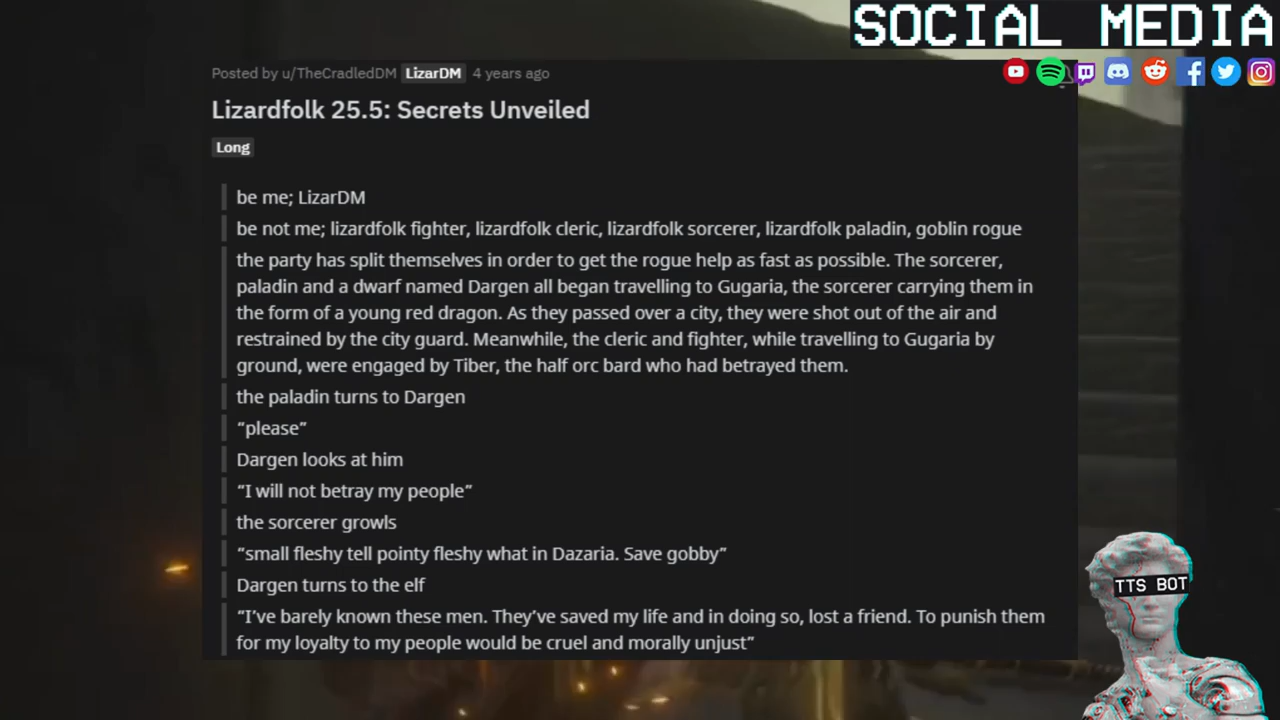 SOCIAL MEDIA
Posted by u/TheCradledDM LizarDM 4 years ago
Lizardfolk 25.5: Secrets Unveiled
Long
be me; LizarDM
be not me; lizardfolk fighter, lizardfolk cleric, lizardfolk sorcerer, lizardfolk paladin, goblin rogue
the party has split themselves in order to get the rogue help as fast as possible. The sorcerer,
paladin and a dwarf named Dargen all began travelling to Gugaria, the sorcerer carrying them in
the form of a young red dragon. As they passed over a city, they were shot out of the air and
restrained by the city guard. Meanwhile, the cleric and fighter, while travelling to Gugaria by
ground, were engaged by Tiber, the half orc bard who had betrayed them.
the paladin turns to Dargen
“please”
Dargen looks at him
“I will not betray my people”
the sorcerer growls
“small fleshy tell pointy fleshy what in Dazaria. Save gobby”
Dargen turns to the elf
“I’ve barely known these men. They’ve saved my life and in doing so, lost a friend. To punish them
for my loyalty to my people would be cruel and morally unjust”
TTS BOT